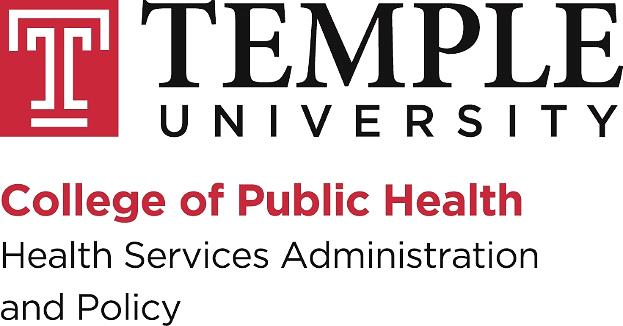 TEMPLE
UNIVERSITY
College of Public Health
Health Services Administration
and Policy